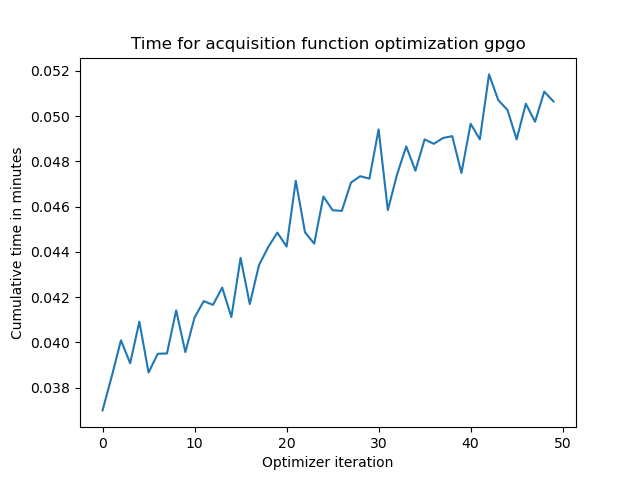 Time for acquisition function optimization gpgo
0.052
0.050
0.048
0.046
0.044
0.042
0.040
0.038
Cumulative time in minutes
0 10 20 30 40 50
Optimizer iteration